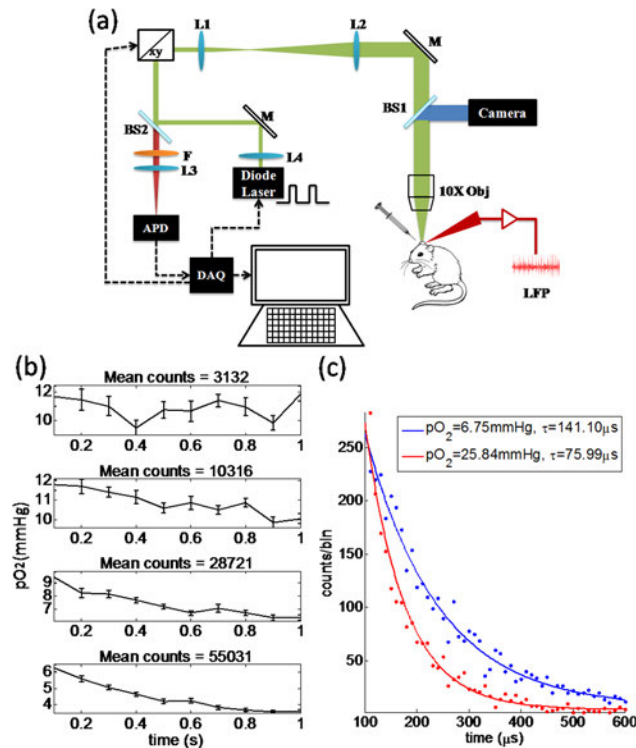 (a)
L1
L2
M
xy
BS1
Camera
BS2
M
F
L3
L4
Diode
Laser
10X Obj
APD
DAQ
LFP
(b)
Mean counts = 3132
12
10
0.2 0.4 0.6 0.8 1
Mean counts = 10316
12
11
10
0.2 0.4 0.6 0.8 1
Mean counts = 28721
9
8
7
0.2 0.4 0.6 0.8 1
Mean counts = 55031
6
5
4
0.2 0.4 0.6 0.8 1
pO2(mmHg)
time (s)
(c)
pO2=6.75mmHg, τ=141.10μs
pO2=25.84mmHg, τ=75.99μs
250
200
150
100
50
counts/bin
100 200 300 400 500 600
time (μs)